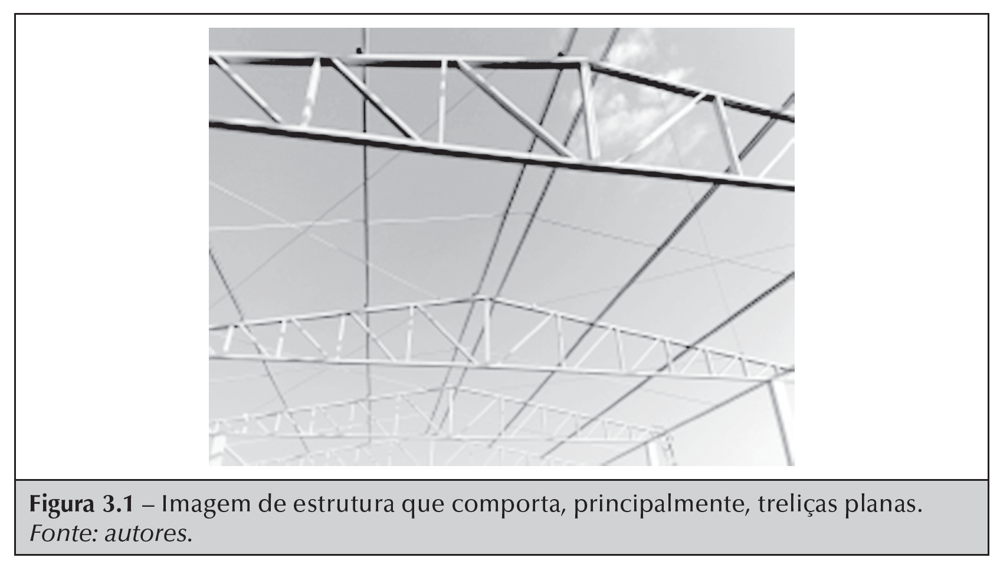 Figura 3.1 – Imagem de estrutura que comporta, principalmente, treliças planas.
Fonte: autores.